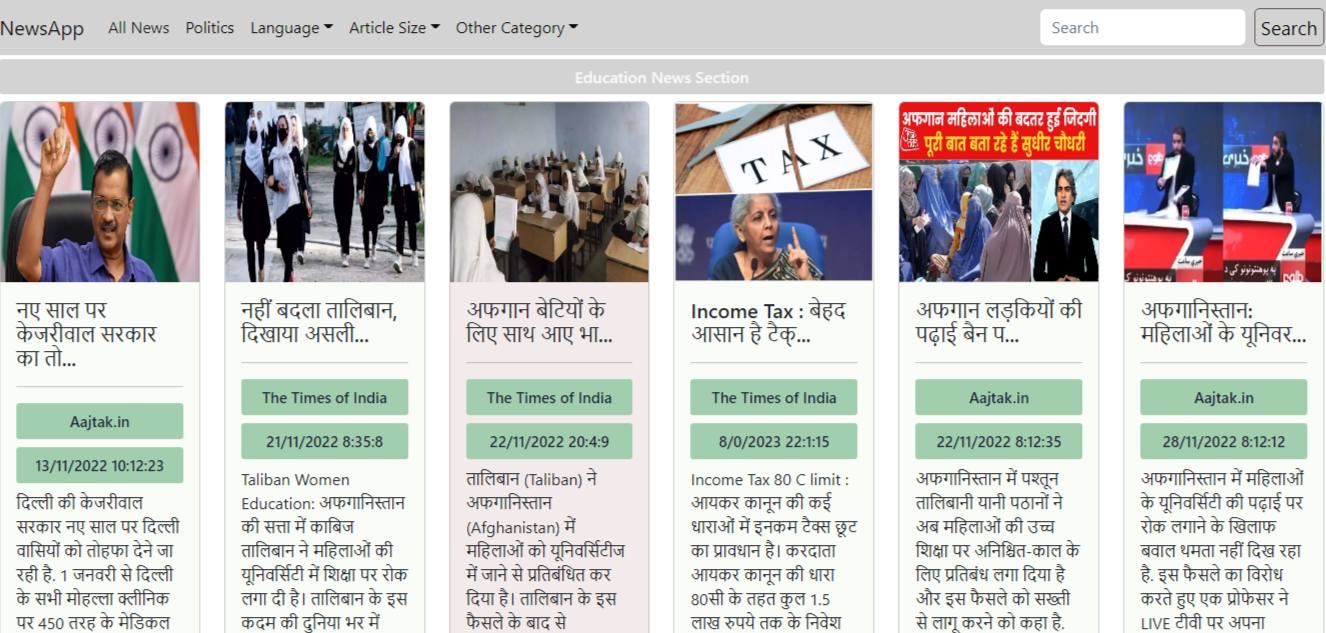 NewsApp All News Politics Language Article Size Other Category Search Search
Education News Section
नए साल पर
केजरीवाल सरकार
का तो...
Aajtak.in
13/11/2022 10:12:23
दिल्ली की केजरीवाल
सरकार नए साल पर दिल्ली
वासियों को तोहफा देने जा
रही है. 1 जनवरी से दिल्ली
के सभी मोहल्ला क्लीनिक
पर 450 तरह के मेडिकल
नहीं बदला तालिबान,
दिखाया असली...
The Times of India
21/11/2022 8:35:8
Taliban Women
Education: अफगानिस्तान
की सत्ता में काबिज
तालिबान ने महिलाओं की
यूनिवर्सिटी में शिक्षा पर रोक
लगा दी है। तालिबान के इस
कदम की दुनिया भर में
अफगान बेटियों के
लिए साथ आए भा...
The Times of India
22/11/2022 20:4:9
तालिबान (Taliban) ने
अफगानिस्तान
(Afghanistan) में
महिलाओं को यूनिवर्सिटीज
में जाने से प्रतिबंधित कर
दिया है। तालिबान के इस
फैसले के बाद से
TAX
Income Tax : बेहद
आसान है टैक्...
The Times of India
8/0/2023 22:1:15
Income Tax 80 C limit :
आयकर कानून की कई
धाराओं में इनकम टैक्स छूट
का प्रावधान है। करदाता
आयकर कानून की धारा
80सी के तहत कुल 1.5
लाख रुपये तक के निवेश
अफगान महिलाओं की बदतर हुई जिंदगी
पूरी बात बता रहे हैं सुधीर चौधरी
अफगान लड़कियों की
पढ़ाई बैन प...
Aajtak.in
22/11/2022 8:12:35
अफगानिस्तान में पश्तून
तालिबानी यानी पठानों ने
अब महिलाओं की उच्च
शिक्षा पर अनिश्चित-काल के
लिए प्रतिबंध लगा दिया है
और इस फैसले को सख्ती
से लागू करने को कहा है.
अफगानिस्तान:
महिलाओं के यूनिवर...
Aajtak.in
28/11/2022 8:12:12
अफगानिस्तान में महिलाओं
के यूनिवर्सिटी की पढ़ाई पर
रोक लगाने के खिलाफ
बवाल थमता नहीं दिख रहा
है. इस फैसले का विरोध
करते हुए एक प्रोफेसर ने
LIVE टीवी पर अपना